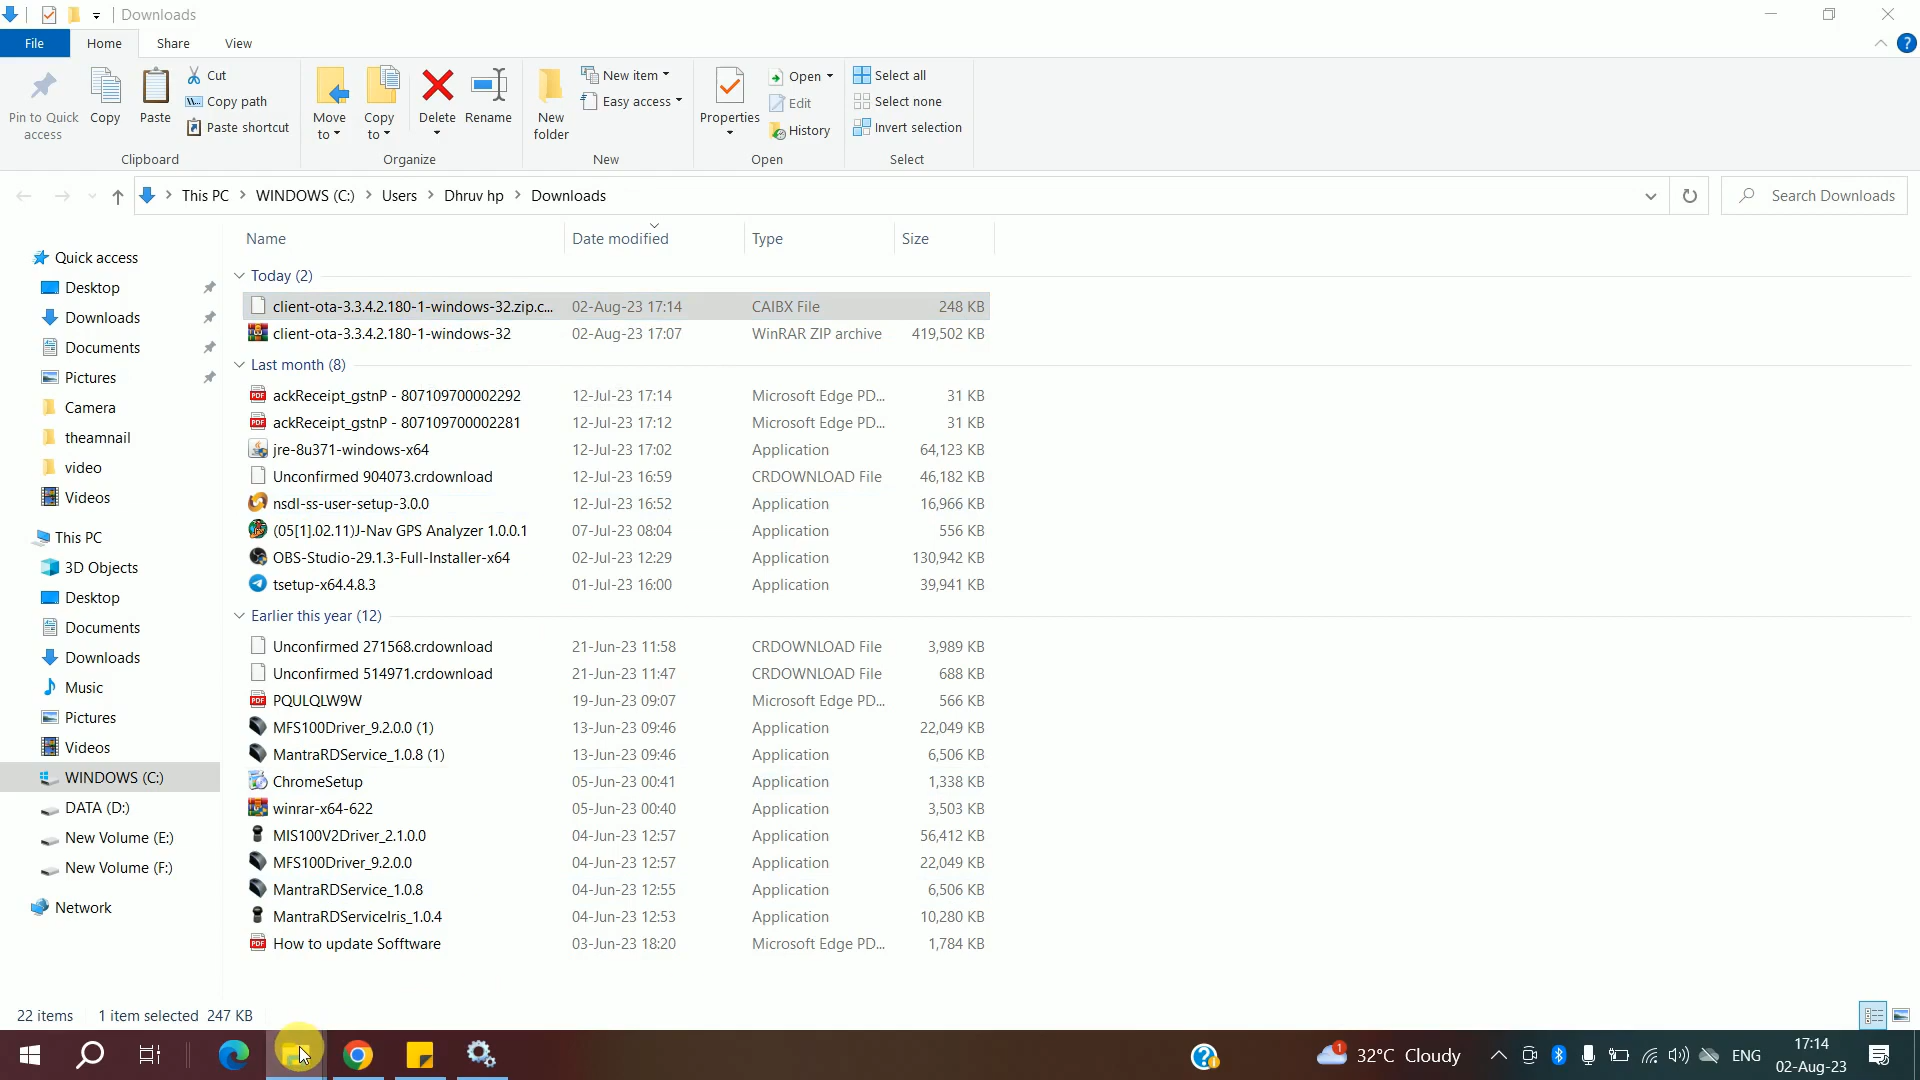 Downloads
File Home Share View
Pin to Quick access
Copy
Paste
Cut
Copy path
Paste shortcut
Clipboard
Move to
Copy to
Delete
Rename
Organize
New folder
New item
Easy access
New
Properties
Open
Edit
History
Open
Select all
Select none
Invert selection
Select
This PC > WINDOWS (C:) > Users > Dhruv hp > Downloads
Search Downloads
Quick access
Desktop
Downloads
Documents
Pictures
Camera
theamnail
video
Videos
This PC
3D Objects
Desktop
Documents
Downloads
Music
Pictures
Videos
WINDOWS (C:)
DATA (D:)
New Volume (E:)
New Volume (F:)
Network
Name Date modified Type Size
Today (2)
client-ota-3.3.4.2.180-1-windows-32.zip.c... 02-Aug-23 17:14 CAIBX File 248 KB
client-ota-3.3.4.2.180-1-windows-32 02-Aug-23 17:07 WinRAR ZIP archive 419,502 KB
Last month (8)
ackReceipt_gstnP - 807109700002292 12-Jul-23 17:14 Microsoft Edge PD... 31 KB
ackReceipt_gstnP - 807109700002281 12-Jul-23 17:12 Microsoft Edge PD... 31 KB
jre-8u371-windows-x64 12-Jul-23 17:02 Application 64,123 KB
Unconfirmed 904073.crdownload 12-Jul-23 16:59 CRDOWNLOAD File 46,182 KB
nsdl-ss-user-setup-3.0.0 12-Jul-23 16:52 Application 16,966 KB
(05[1].02.11)J-Nav GPS Analyzer 1.0.0.1 07-Jul-23 08:04 Application 556 KB
OBS-Studio-29.1.3-Full-Installer-x64 02-Jul-23 12:29 Application 130,942 KB
tsetup-x64.4.8.3 01-Jul-23 16:00 Application 39,941 KB
Earlier this year (12)
Unconfirmed 271568.crdownload 21-Jun-23 11:58 CRDOWNLOAD File 3,989 KB
Unconfirmed 514971.crdownload 21-Jun-23 11:47 CRDOWNLOAD File 688 KB
PQULQLW9W 19-Jun-23 09:07 Microsoft Edge PD... 566 KB
MFS100Driver_9.2.0.0 (1) 13-Jun-23 09:46 Application 22,049 KB
MantraRDService_1.0.8 (1) 13-Jun-23 09:46 Application 6,506 KB
ChromeSetup 05-Jun-23 00:41 Application 1,338 KB
winrar-x64-622 05-Jun-23 00:40 Application 3,503 KB
MIS100V2Driver_2.1.0.0 04-Jun-23 12:57 Application 56,412 KB
MFS100Driver_9.2.0.0 04-Jun-23 12:57 Application 22,049 KB
MantraRDService_1.0.8 04-Jun-23 12:55 Application 6,506 KB
MantraRDServiceIris_1.0.4 04-Jun-23 12:53 Application 10,280 KB
How to update Sofftware 03-Jun-23 18:20 Microsoft Edge PD... 1,784 KB
22 items 1 item selected 247 KB
1 32°C Cloudy ENG 17:14
02-Aug-23